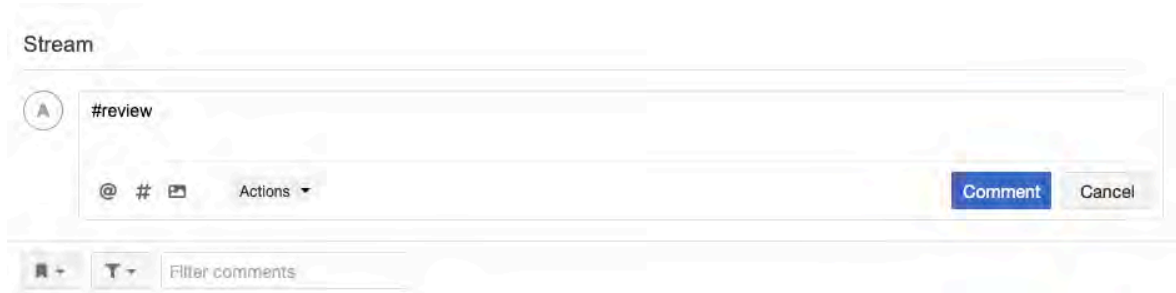 Stream
A
#review
@ # Actions
Comment Cancel
Filter comments